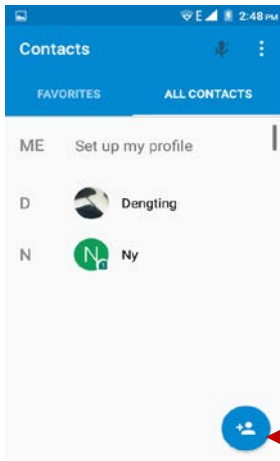 E 2:48 PM
Contacts
FAVORITES ALL CONTACTS
ME Set up my profile
D Dengting
N N Ny